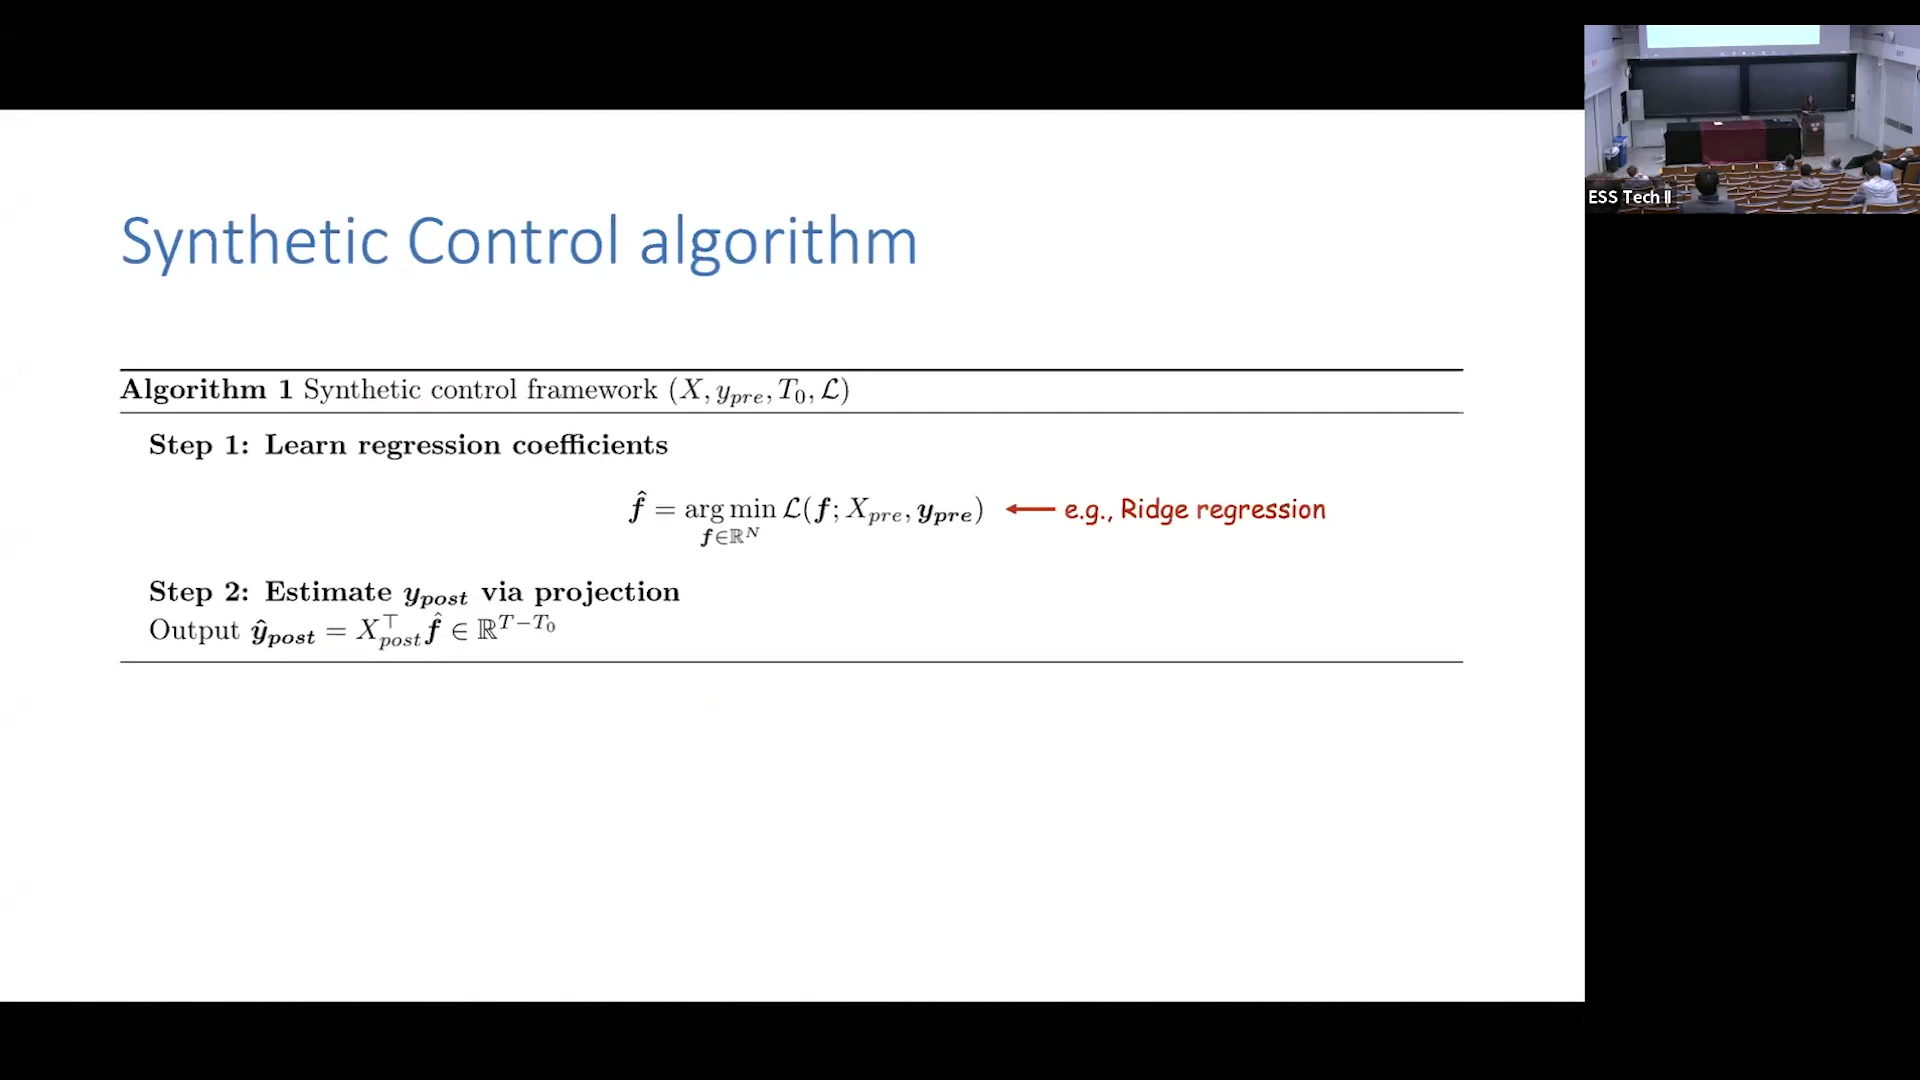 Synthetic Control algorithm
Algorithm 1 Synthetic control framework (X, y_pre, T_0, ℒ)
Step 1: Learn regression coefficients
f̂ = arg min_{f∈ℝ^N} ℒ(f; X_pre, y_pre) ← e.g., Ridge regression
Step 2: Estimate y_post via projection
Output ŷ_post = X_post^⊤ f̂ ∈ ℝ^{T−T_0}
ESS Tech II